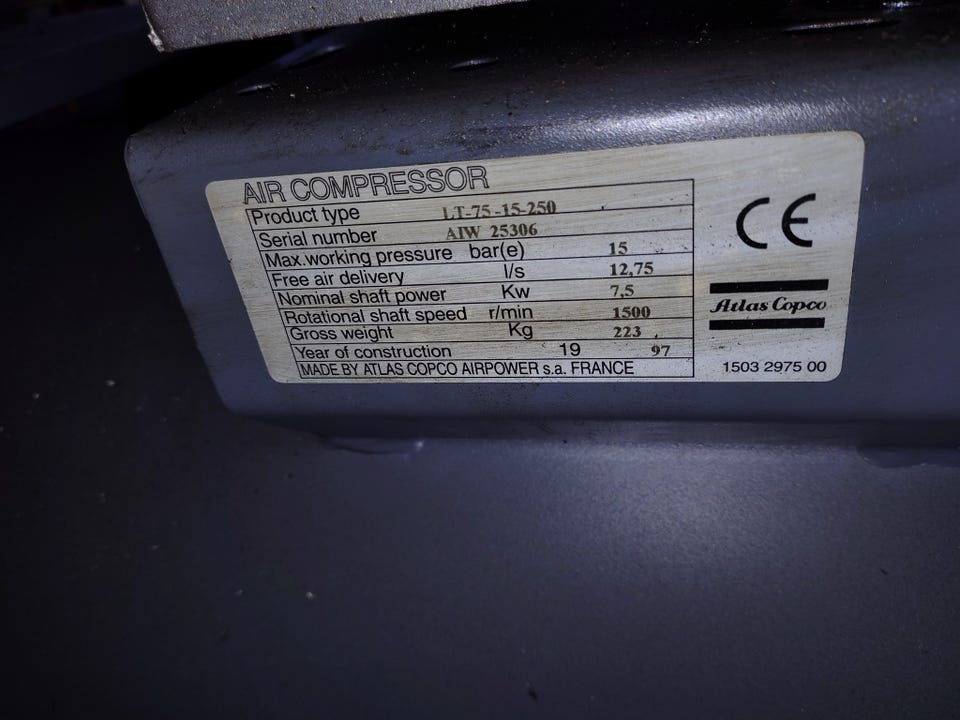 AIR COMPRESSOR
Product type LT-75-15-250
Serial number AIW 25306
Max.working pressure bar(e) 15
Free air delivery l/s 12,75
Nominal shaft power Kw 7,5
Rotational shaft speed r/min 1500
Gross weight Kg 223
Year of construction 19 97
MADE BY ATLAS COPCO AIRPOWER s.a. FRANCE
CE
Atlas Copco
1503 2975 00